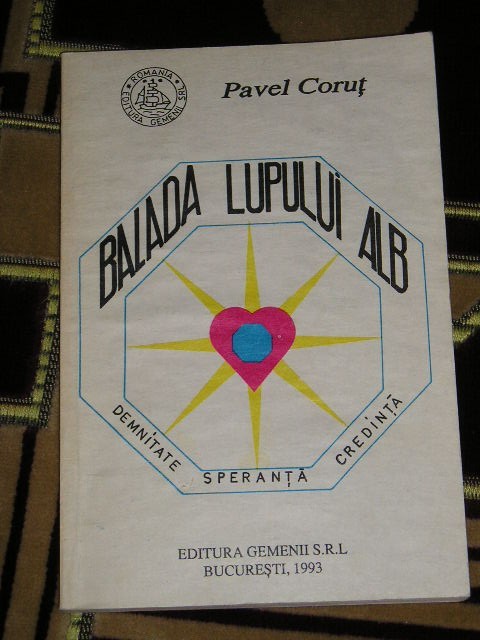 ROMANIA
EDITURA GEMENII SRL
Pavel Coruț
BALADA LUPULUI ALB
DEMNITATE
SPERANȚĂ
CREDINȚĂ
EDITURA GEMENII S.R.L
BUCUREȘTI, 1993